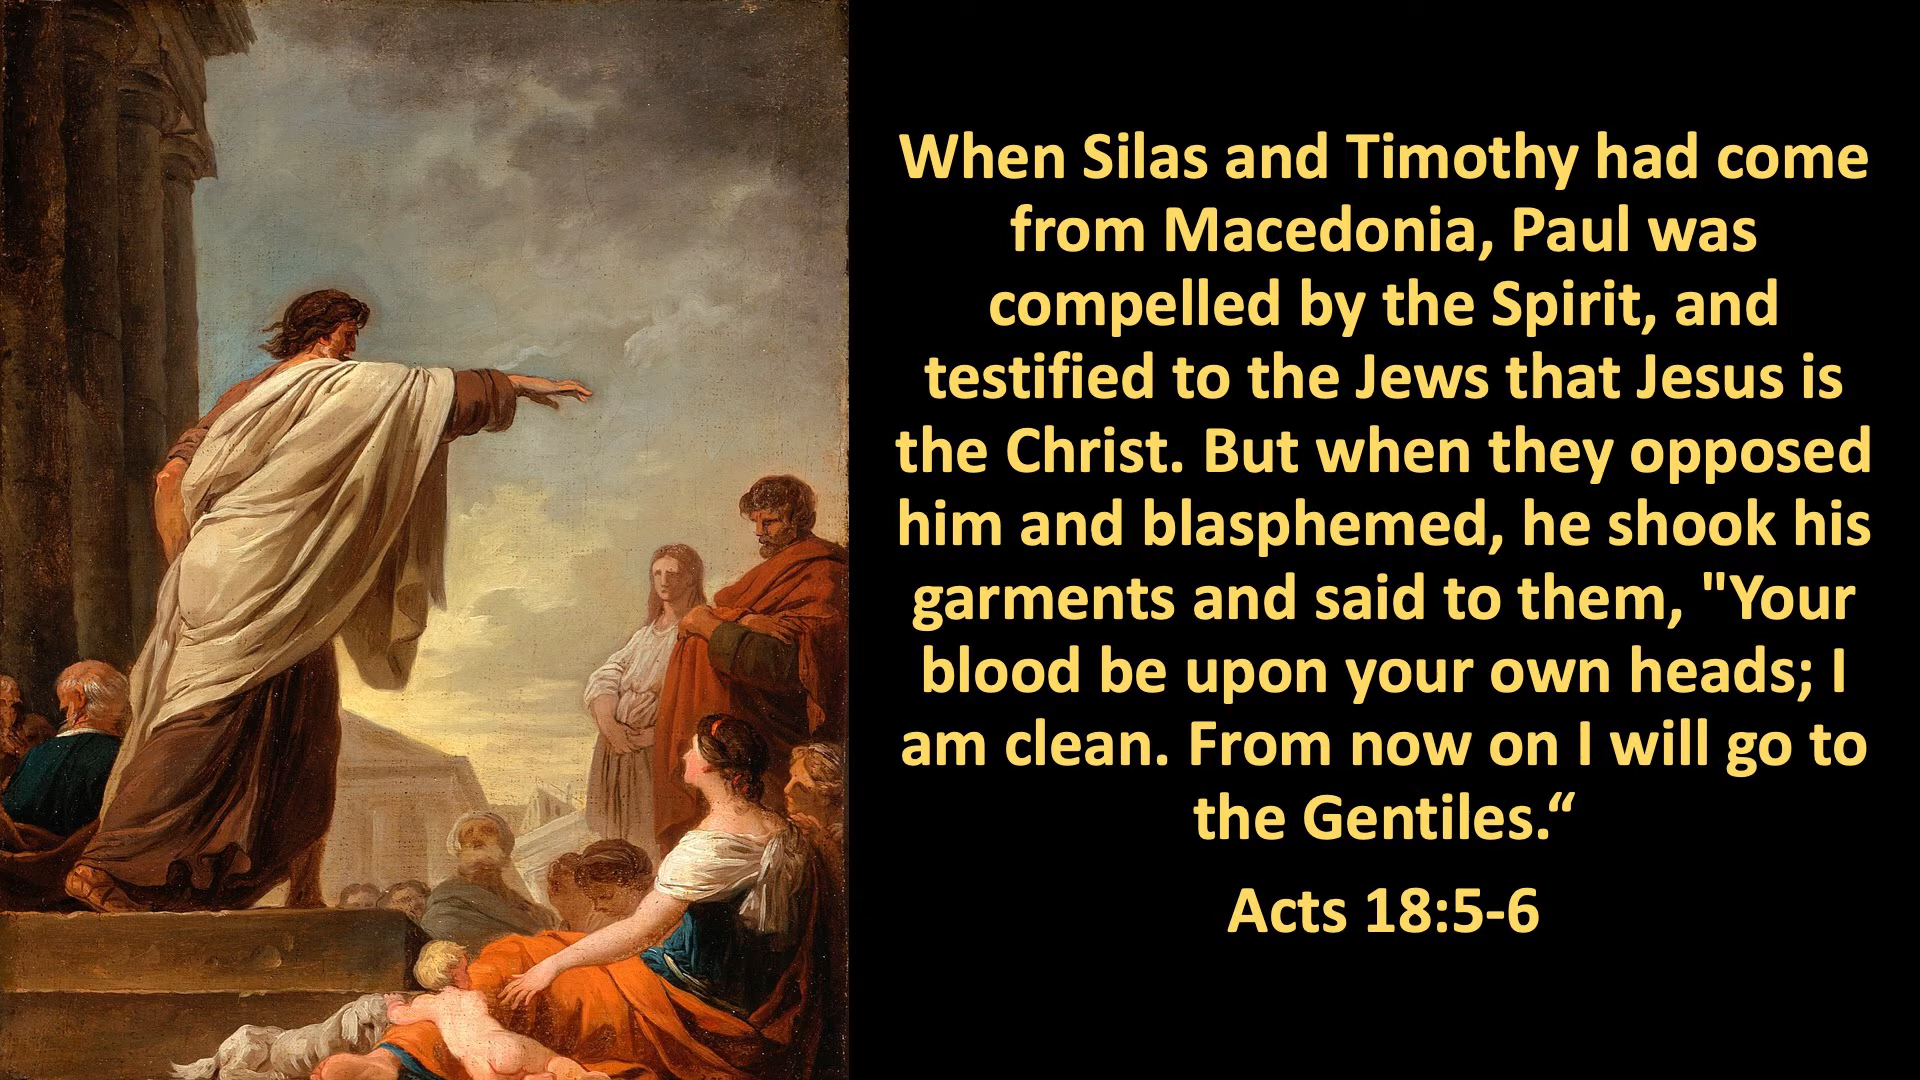 When Silas and Timothy had come
from Macedonia, Paul was
compelled by the Spirit, and
testified to the Jews that Jesus is
the Christ. But when they opposed
him and blasphemed, he shook his
garments and said to them, "Your
blood be upon your own heads; I
am clean. From now on I will go to
the Gentiles.“
Acts 18:5-6